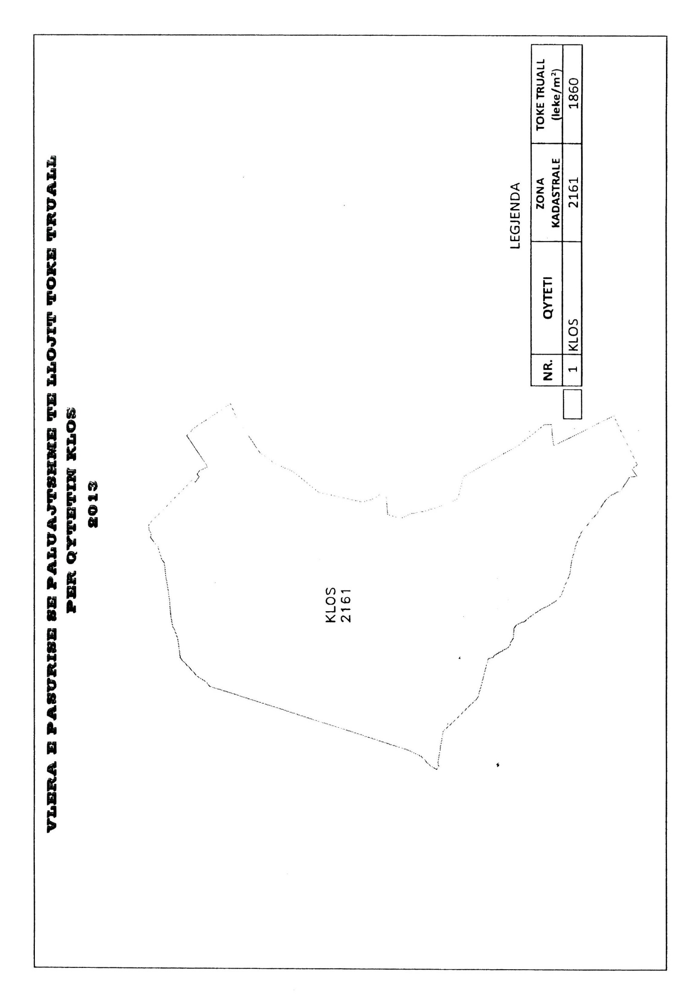 VLERA E PASURISE SE PALUAJTSHME TE LLOJIT TOKE TRUALL
PER QYTETIN KLOS
2013
KLOS
2161
LEGJENDA
NR. QYTETI ZONA KADASTRALE TOKE TRUALL (leke/m²)
1 KLOS 2161 1860